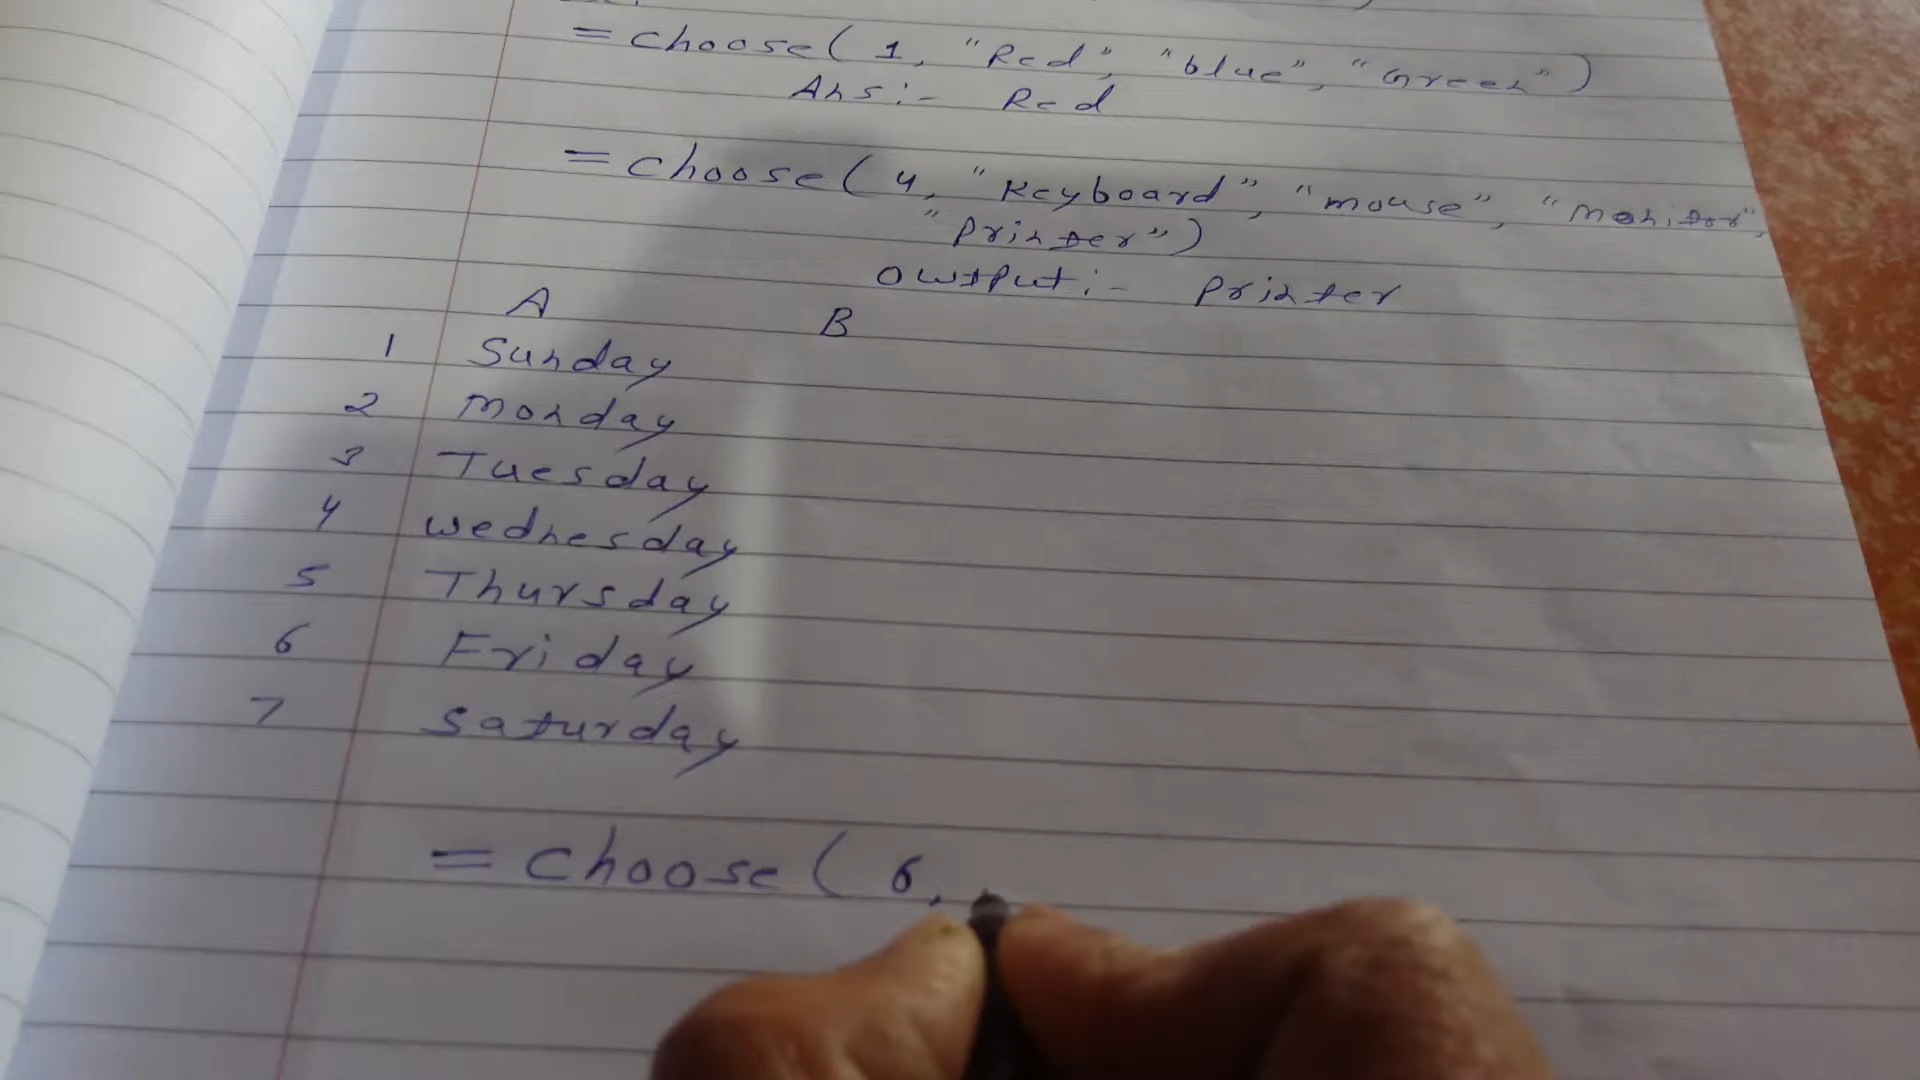 =choose( 1, "Red", "blue", "Green")
Ans:- Red
=choose( 4, "Keyboard", "mouse", "Monitor",
"Printer")
Output:- Printer
A B
1 Sunday
2 Monday
3 Tuesday
4 Wednesday
5 Thursday
6 Friday
7 Saturday
=choose( 6,